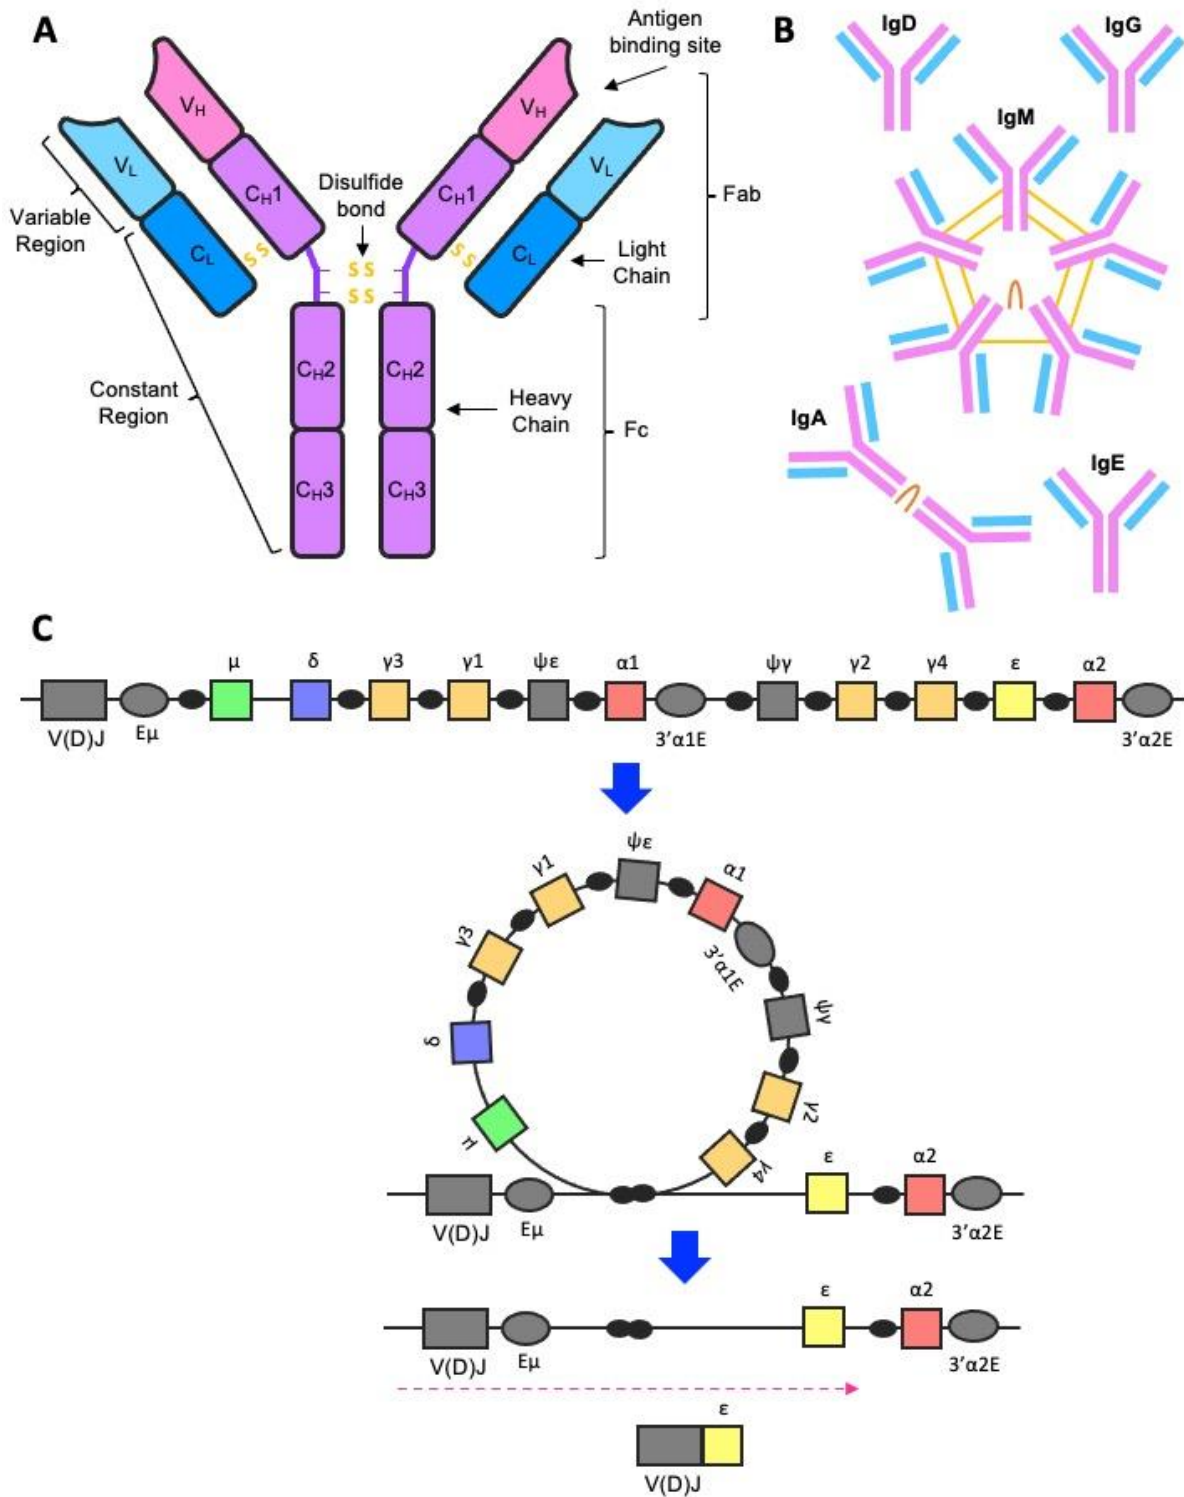 A
Antigen
binding site
VH
VH
VL
VL
CH1
CH1
Disulfide
bond
Variable
Region
CL
CL
S S
S S
S S
S S
Fab
Light
Chain
CH2
CH2
Constant
Region
Heavy
Chain
Fc
CH3
CH3
B
IgD
IgG
IgM
IgA
IgE
C
μ δ γ3 γ1 ψε α1 ψγ γ2 γ4 ε α2
V(D)J Eμ 3'α1E 3'α2E
ψε
γ1
α1
γ3
3'α1E
ψγ
δ
γ2
μ
γ4
ε α2
V(D)J Eμ 3'α2E
ε α2
V(D)J Eμ 3'α2E
ε
V(D)J